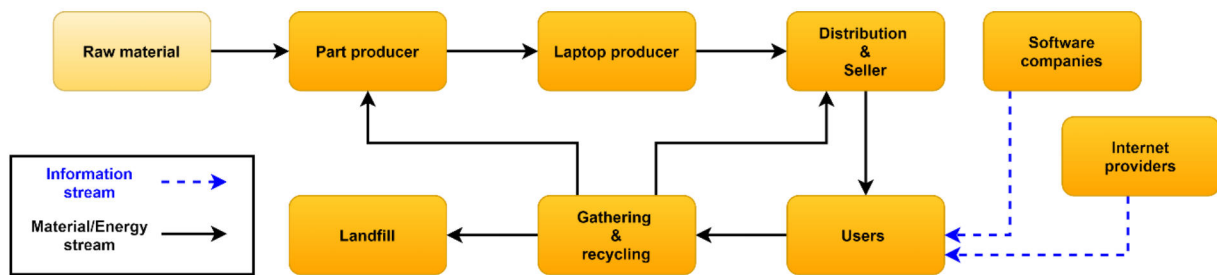 Raw material
Part producer
Laptop producer
Distribution
&
Seller
Software
companies
Internet
providers
Information
stream
Material/Energy
stream
Landfill
Gathering
&
recycling
Users